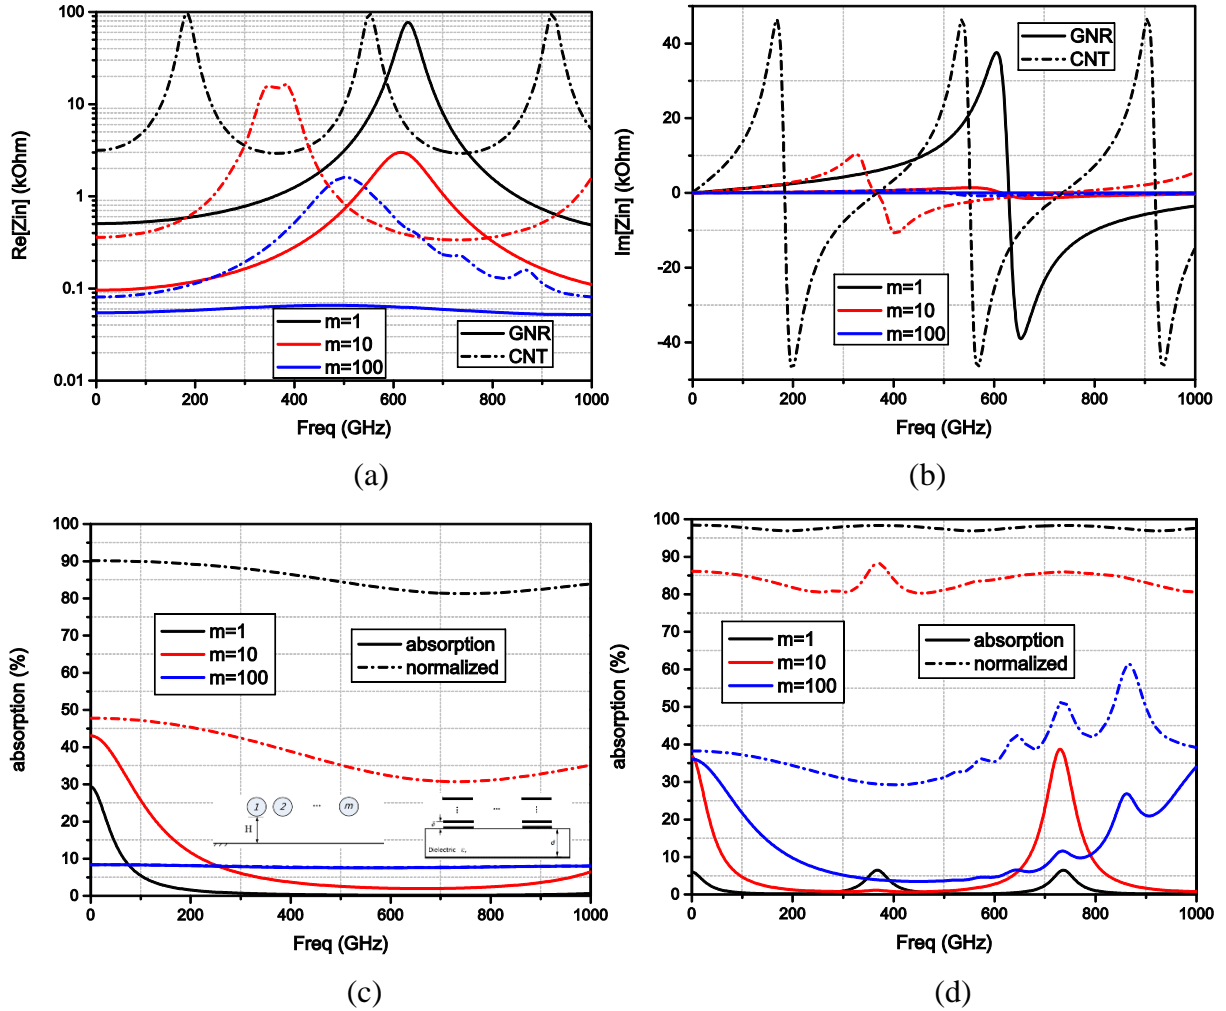 100
10
1
0.1
0.01
Re[Zin] (kOhm)
m=1
m=10
m=100
GNR
CNT
0
200
400
600
800
1000
Freq (GHz)
(a)
40
20
0
-20
-40
Im[Zin] (kOhm)
GNR
CNT
m=1
m=10
m=100
200
400
600
800
1000
Freq (GHz)
(b)
100
90
80
70
60
50
40
30
20
10
0
absorption (%)
m=1
m=10
m=100
absorption
normalized
1 2 ... m
H
Dielectric
d
0
200
400
600
800
1000
Freq (GHz)
(c)
100
90
80
70
60
50
40
30
20
10
0
absorption (%)
m=1
m=10
m=100
absorption
normalized
200
400
600
800
1000
Freq (GHz)
(d)